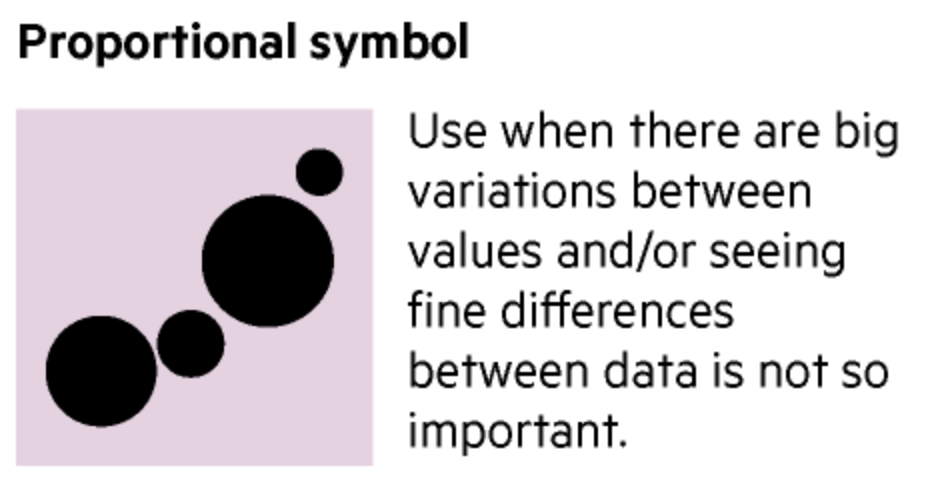 Proportional symbol
Use when there are big
variations between
values and/or seeing
fine differences
between data is not so
important.